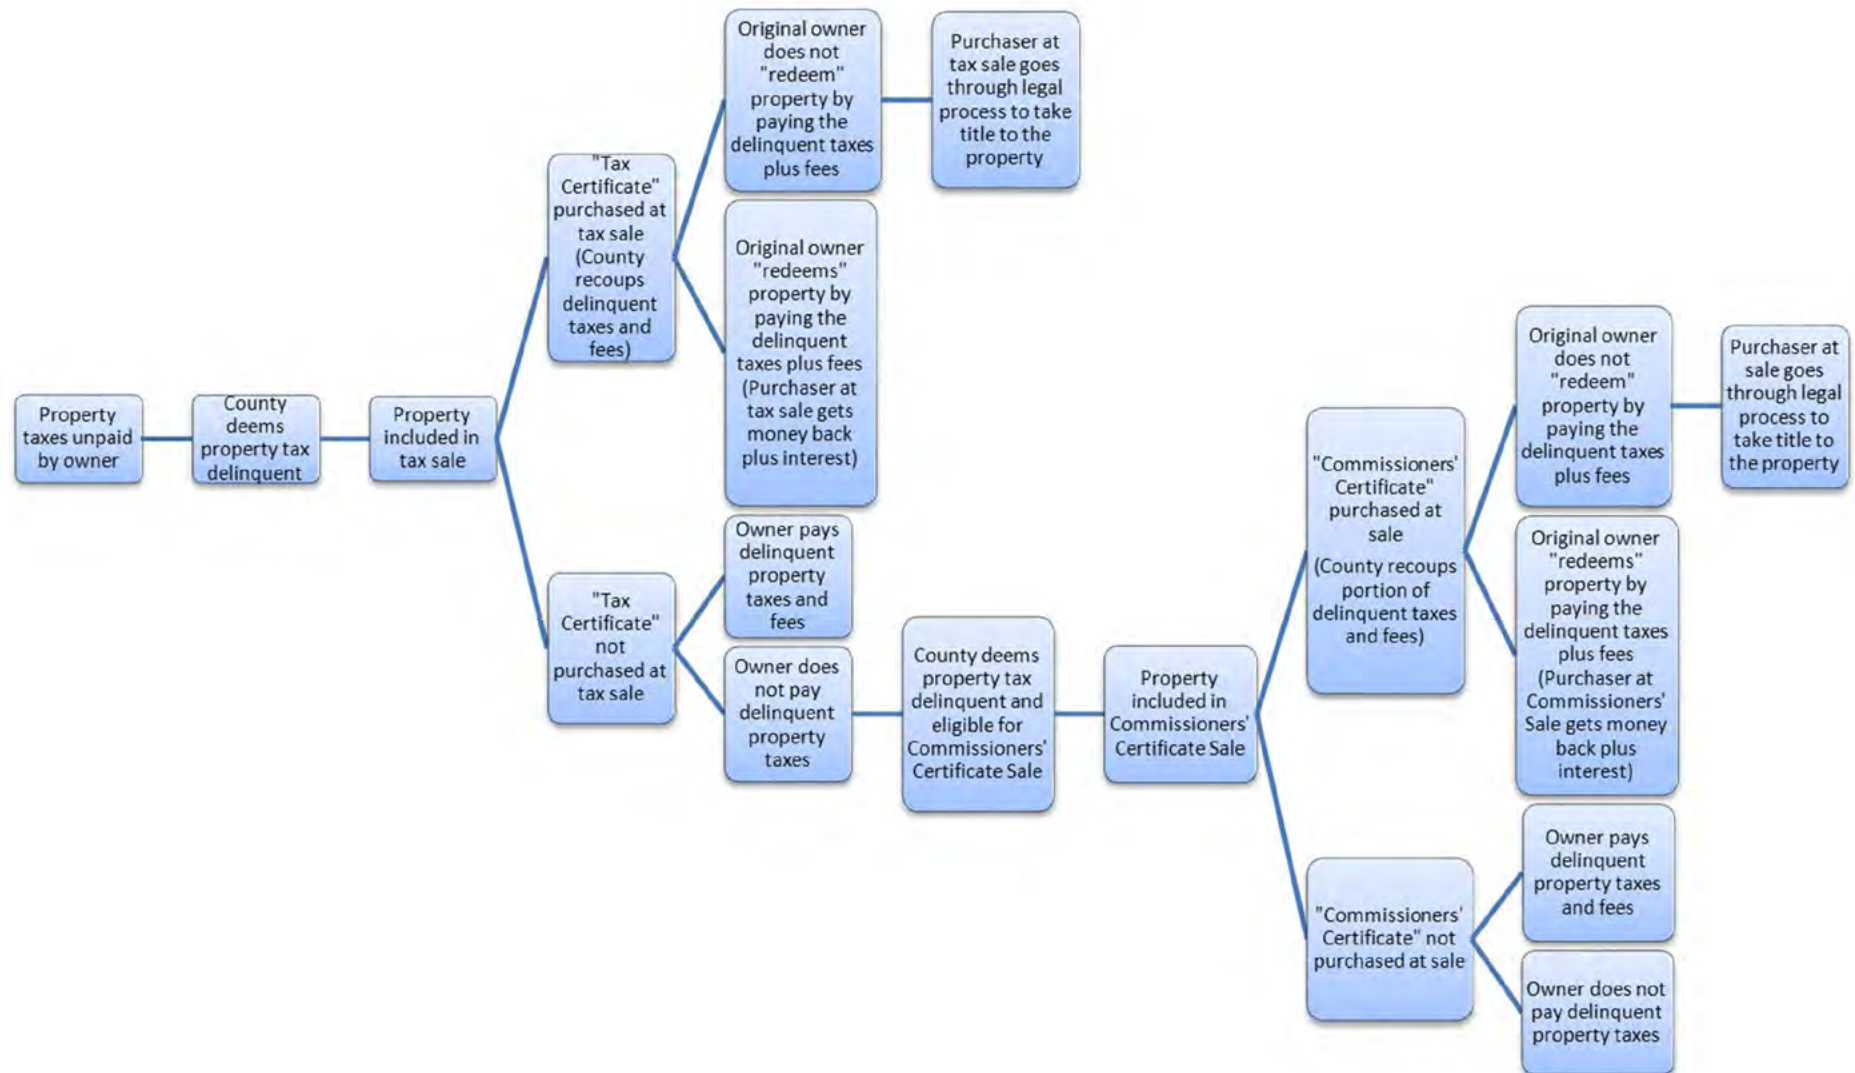 Property
taxes unpaid
by owner
County
deems
property tax
delinquent
Property
included in
tax sale
"Tax
Certificate"
purchased at
tax sale
(County
recoups
delinquent
taxes and
fees)
Original owner
does not
"redeem"
property by
paying the
delinquent taxes
plus fees
Purchaser at
tax sale goes
through legal
process to take
title to the
property
Original owner
"redeems"
property by
paying the
delinquent
taxes plus fees
(Purchaser at
tax sale gets
money back
plus interest)
"Tax
Certificate"
not
purchased at
tax sale
Owner pays
delinquent
property
taxes and
fees
Owner does
not pay
delinquent
property
taxes
County deems
property tax
delinquent and
eligible for
Commissioners'
Certificate Sale
Property
included in
Commissioners'
Certificate Sale
"Commissioners'
Certificate"
purchased at
sale
(County recoups
portion of
delinquent taxes
and fees)
Original owner
does not
"redeem"
property by
paying the
delinquent taxes
plus fees
Purchaser at
sale goes
through legal
process to
take title to
the property
Original owner
"redeems"
property by
paying the
delinquent taxes
plus fees
(Purchaser at
Commissioners'
Sale gets money
back plus
interest)
"Commissioners'
Certificate" not
purchased at sale
Owner pays
delinquent
property taxes
and fees
Owner does not
pay delinquent
property taxes